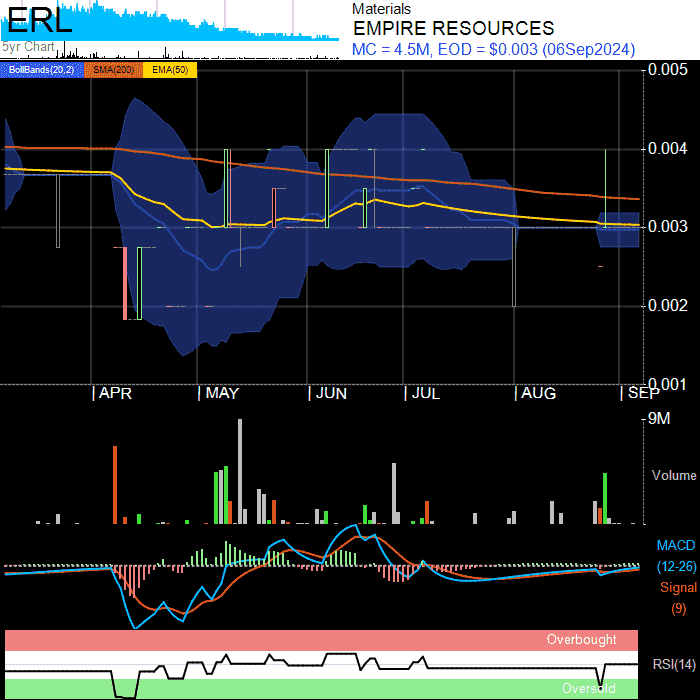 ERL
5yr Chart
Materials
EMPIRE RESOURCES
MC = 4.5M, EOD = $0.003 (06Sep2024)
BollBands(20,2) SMA(200) EMA(50)
0.005
0.004
0.003
0.002
0.001
| APR | MAY | JUN | JUL | AUG | SEP
9M
Volume
MACD
(12-26)
Signal
(9)
Overbought
RSI(14)
Oversold